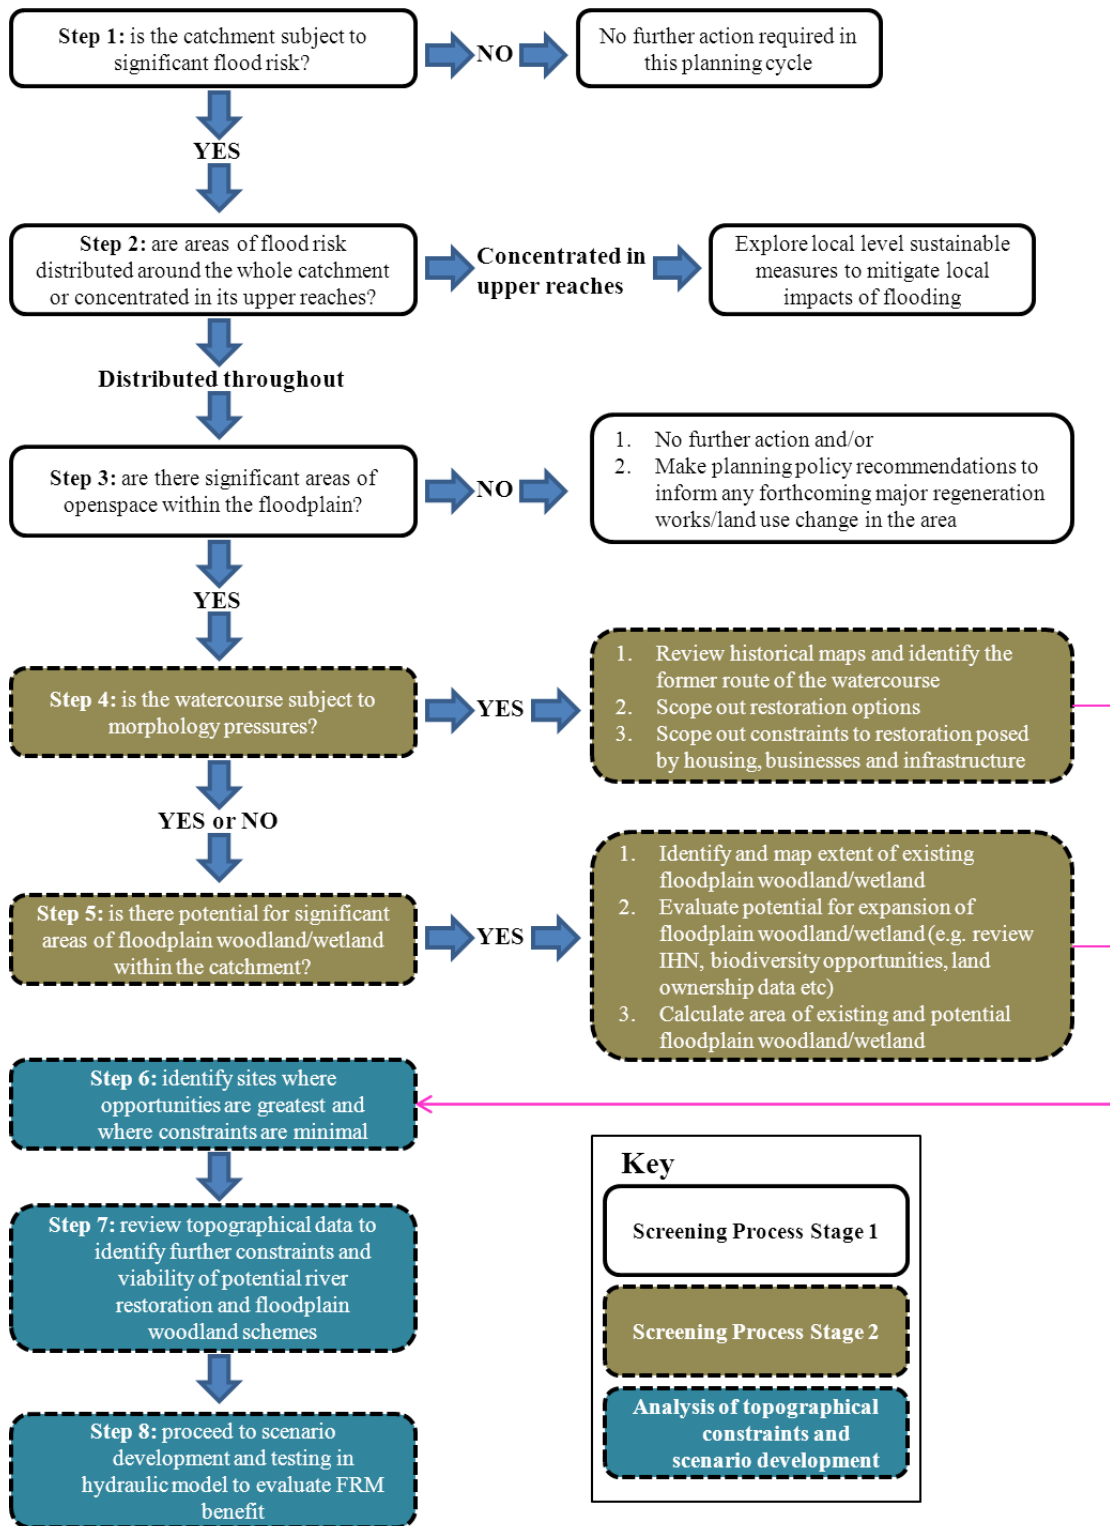 Step 1: is the catchment subject to
significant flood risk?
NO
No further action required in
this planning cycle
YES
Step 2: are areas of flood risk
distributed around the whole catchment
or concentrated in its upper reaches?
Concentrated in
upper reaches
Explore local level sustainable
measures to mitigate local
impacts of flooding
Distributed throughout
Step 3: are there significant areas of
openspace within the floodplain?
NO
1. No further action and/or
2. Make planning policy recommendations to
inform any forthcoming major regeneration
works/land use change in the area
YES
Step 4: is the watercourse subject to
morphology pressures?
YES
1. Review historical maps and identify the
former route of the watercourse
2. Scope out restoration options
3. Scope out constraints to restoration posed
by housing, businesses and infrastructure
YES or NO
Step 5: is there potential for significant
areas of floodplain woodland/wetland
within the catchment?
YES
1. Identify and map extent of existing
floodplain woodland/wetland
2. Evaluate potential for expansion of
floodplain woodland/wetland (e.g. review
IHN, biodiversity opportunities, land
ownership data etc)
3. Calculate area of existing and potential
floodplain woodland/wetland
Step 6: identify sites where
opportunities are greatest and
where constraints are minimal
Step 7: review topographical data to
identify further constraints and
viability of potential river
restoration and floodplain
woodland schemes
Step 8: proceed to scenario
development and testing in
hydraulic model to evaluate FRM
benefit
Key
Screening Process Stage 1
Screening Process Stage 2
Analysis of topographical
constraints and
scenario development